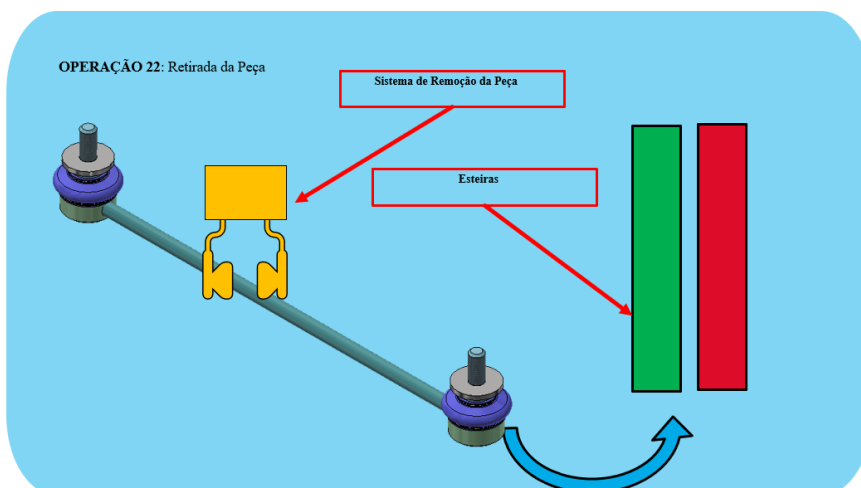 OPERAÇÃO 22: Retirada da Peça
Sistema de Remoção da Peça
Esteiras